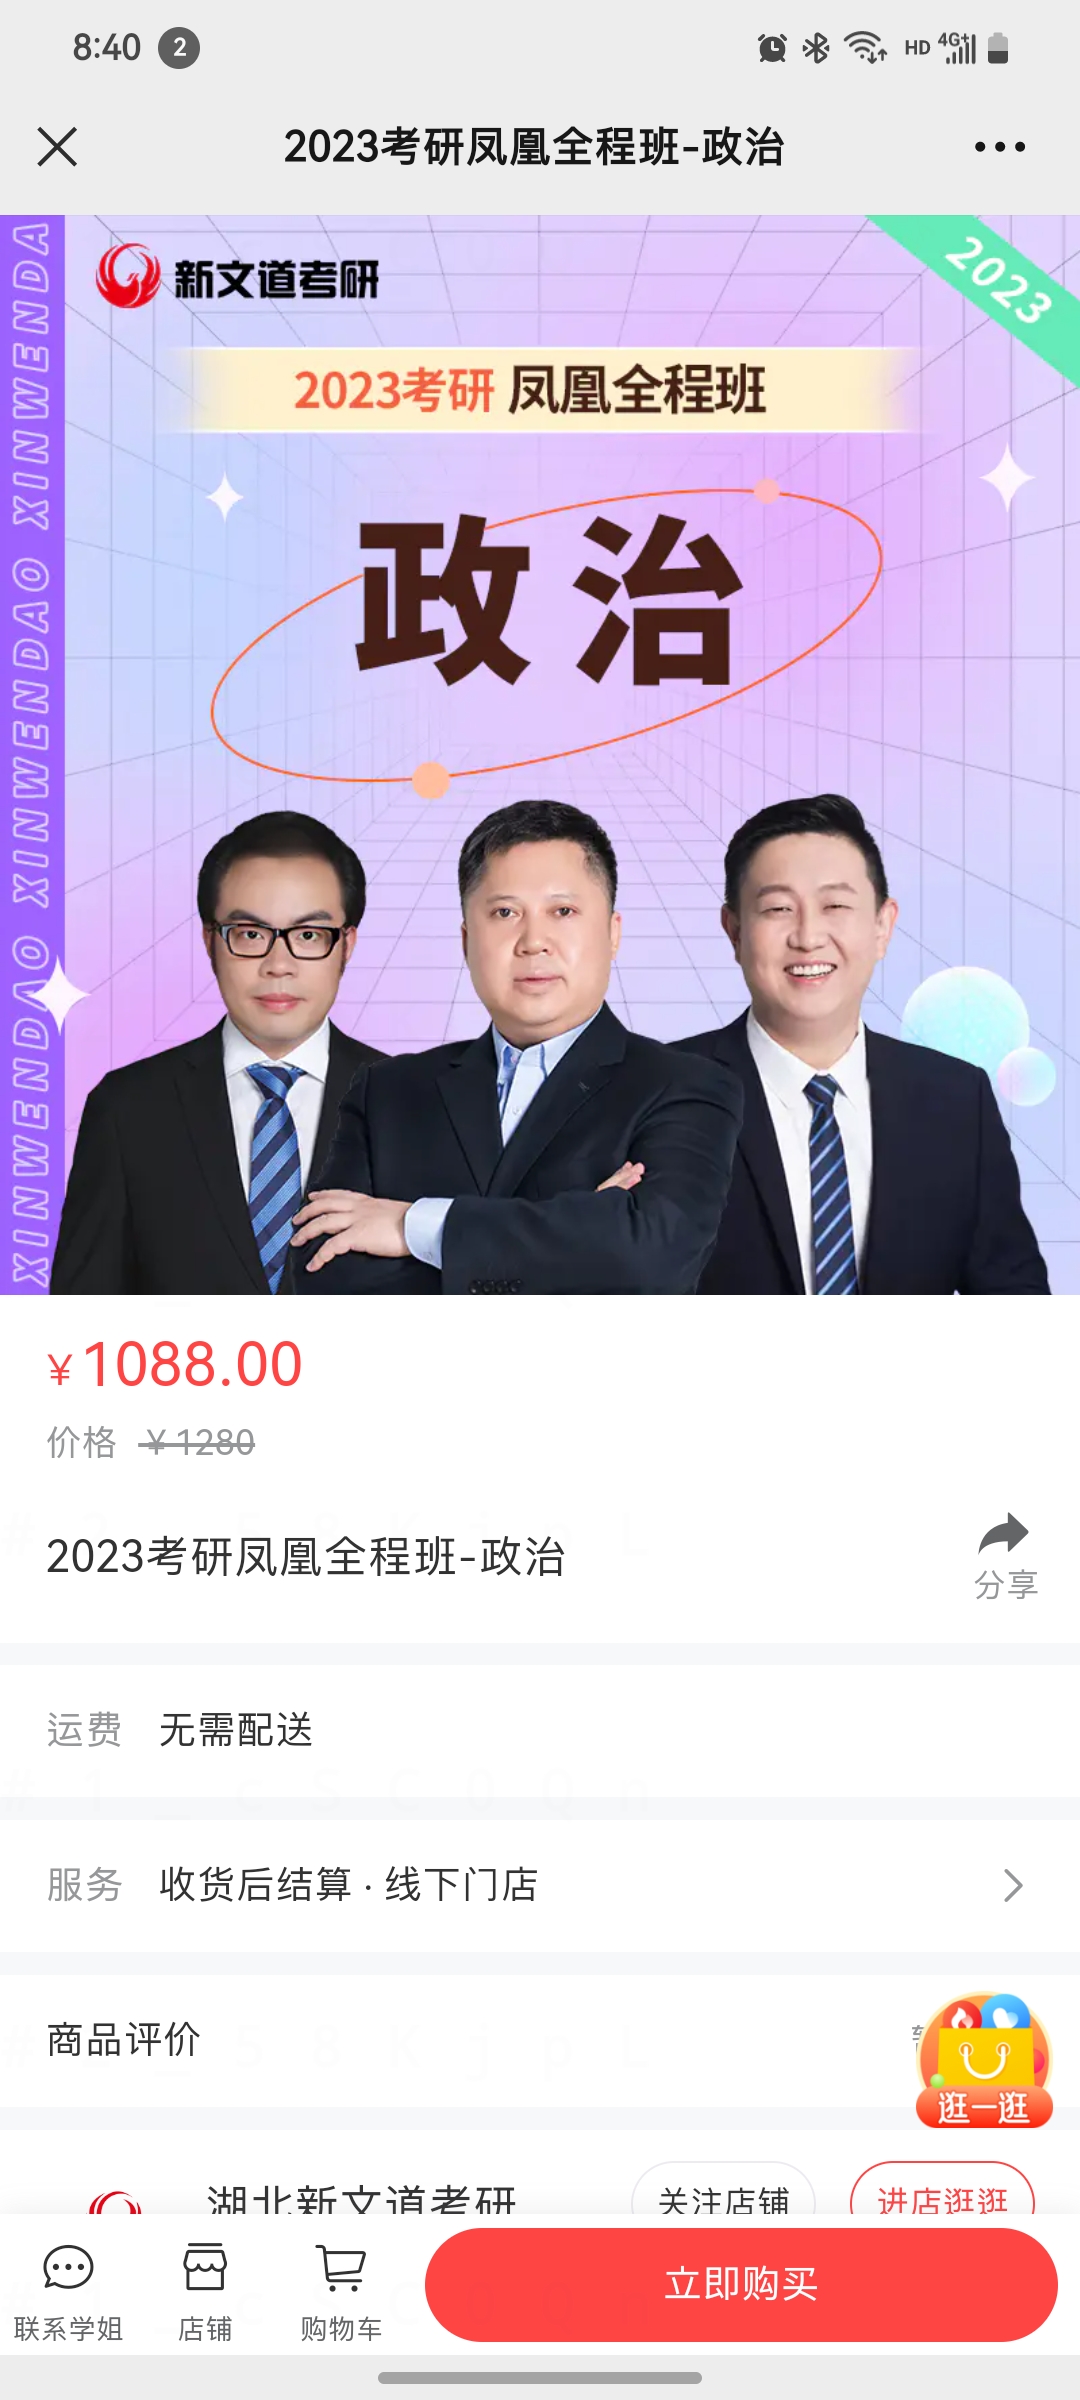 8:40 2 HD 4G+
2023考研凤凰全程班-政治
新文道考研
2023
2023考研 凤凰全程班
政治
XINWENDAO XINWENDAO XINWENDA
¥1088.00
价格 ¥1280
2023考研凤凰全程班-政治
分享
运费 无需配送
服务 收货后结算 · 线下门店
商品评价
逛一逛
湖北新文道考研 关注店铺 进店逛逛
联系学姐 店铺 购物车 立即购买